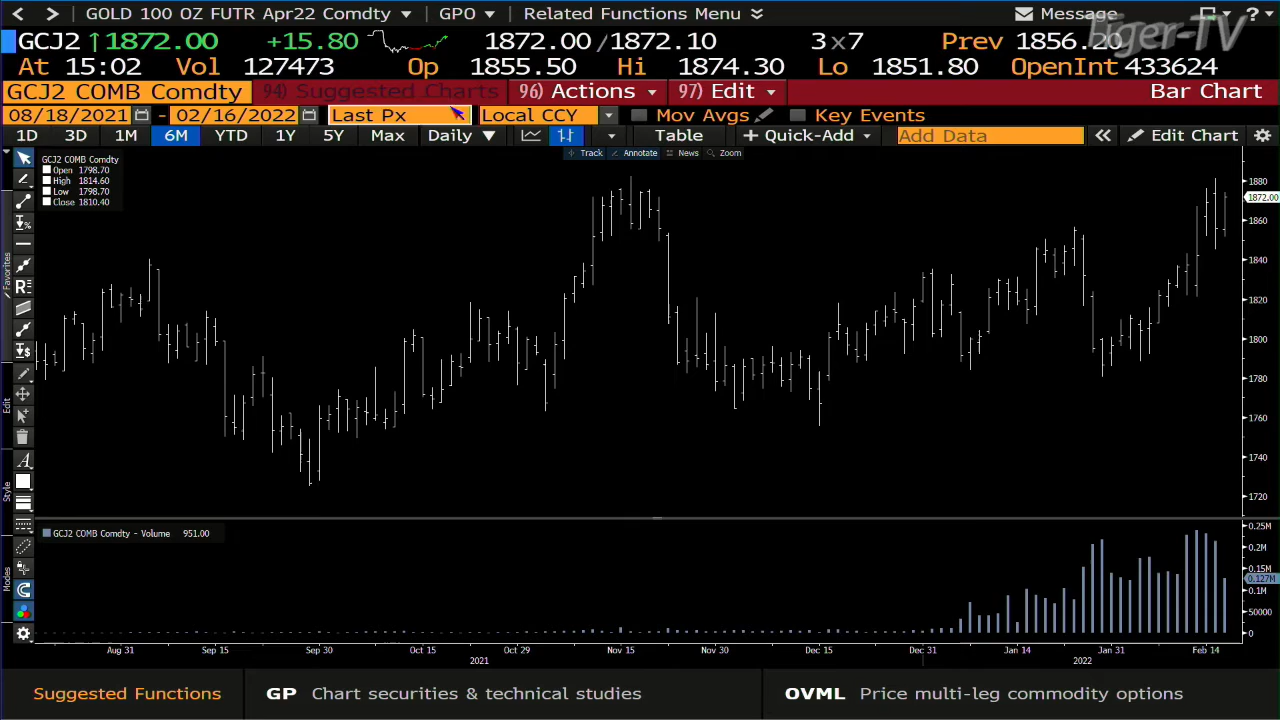 GOLD 100 OZ FUTR Apr22 Comdty GPO Related Functions Menu Message ?
Tiger-TV
GCJ2 ↑1872.00 +15.80 1872.00/1872.10 3x7 Prev 1856.20
At 15:02 Vol 127473 Op 1855.50 Hi 1874.30 Lo 1851.80 OpenInt 433624
GCJ2 COMB Comdty 94) Suggested Charts 96) Actions 97) Edit Bar Chart
08/18/2021 - 02/16/2022 Last Px Local CCY Mov Avgs Key Events
1D 3D 1M 6M YTD 1Y 5Y Max Daily ▼ Table + Quick-Add Add Data « Edit Chart
Track Annotate News Zoom
GCJ2 COMB Comdty
Open 1798.70
High 1814.60
Low 1798.70
Close 1810.40
1880
1872.00
1860
1840
1820
1800
1780
1760
1740
1720
Favorites
Edit
Style
Modes
GCJ2 COMB Comdty - Volume 951.00
0.25M
0.2M
0.15M
0.127M
0.1M
50000
0
Aug 31 Sep 15 Sep 30 Oct 15 Oct 29 Nov 15 Nov 30 Dec 15 Dec 31 Jan 14 Jan 31 Feb 14
2021 2022
Suggested Functions GP Chart securities & technical studies OVML Price multi-leg commodity options